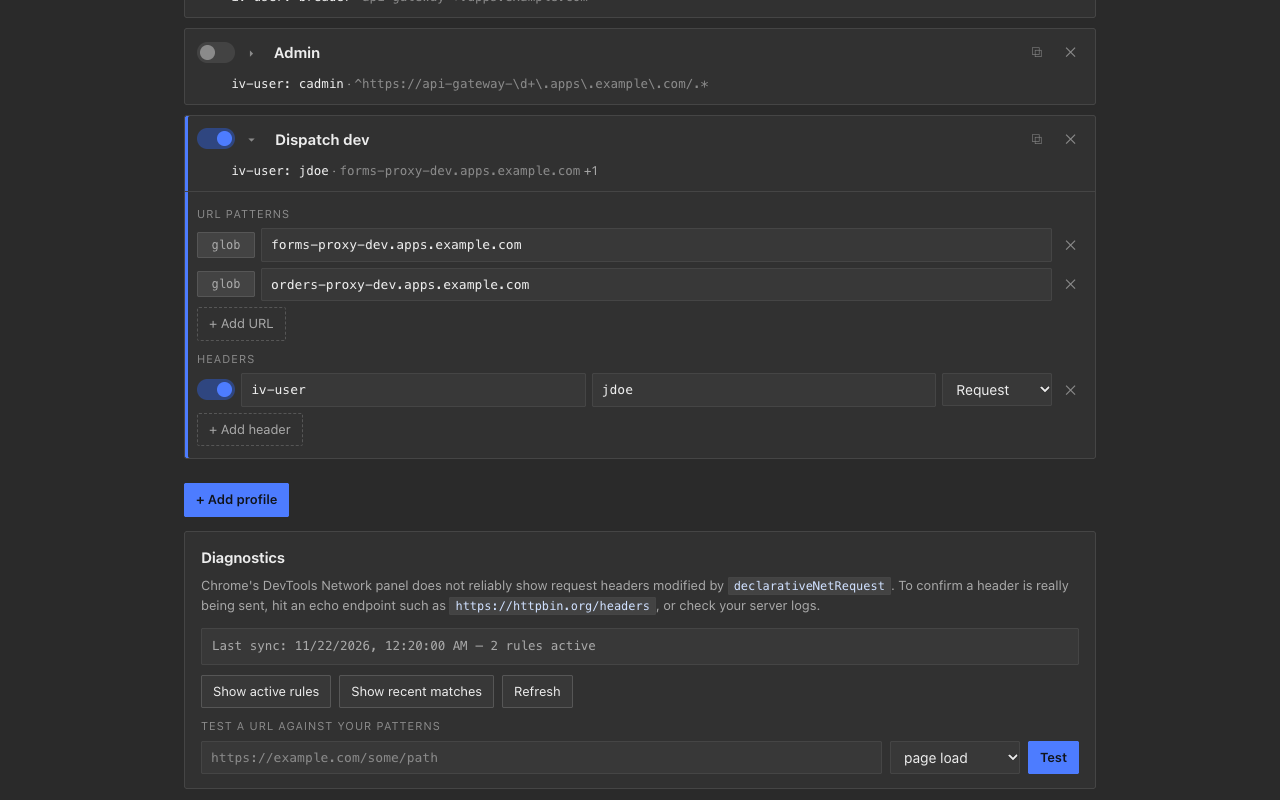 Admin
iv-user: cadmin · ^https://api-gateway-\d+\.apps\.example\.com/.*
Dispatch dev
iv-user: jdoe · forms-proxy-dev.apps.example.com +1
URL PATTERNS
glob forms-proxy-dev.apps.example.com
glob orders-proxy-dev.apps.example.com
+ Add URL
HEADERS
iv-user jdoe Request
+ Add header
+ Add profile
Diagnostics
Chrome's DevTools Network panel does not reliably show request headers modified by declarativeNetRequest. To confirm a header is really
being sent, hit an echo endpoint such as https://httpbin.org/headers, or check your server logs.
Last sync: 11/22/2026, 12:20:00 AM — 2 rules active
Show active rules Show recent matches Refresh
TEST A URL AGAINST YOUR PATTERNS
https://example.com/some/path page load Test